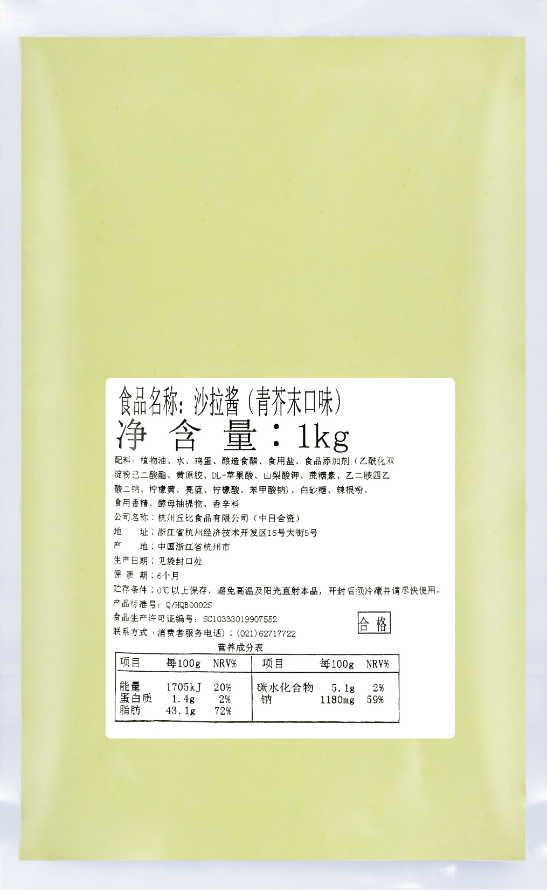 食品名称：沙拉酱（青芥末口味）
净含量：1kg
配料：植物油、水、鸡蛋、酿造食醋、食用盐、食品添加剂（乙酰化双
淀粉己二酸酯、黄原胶、DL-苹果酸、山梨酸钾、蔗糖素、乙二胺四乙
酸二钠、柠檬黄、亮蓝、柠檬酸、苯甲酸钠）、白砂糖、辣根粉、
食用香精、酵母抽提物、香辛料
公司名称：杭州丘比食品有限公司（中日合资）
地 址：浙江省杭州经济技术开发区15号大街5号
产 地：中国浙江省杭州市
生产日期：见袋封口处
保 质 期：6个月
贮存条件：0℃以上保存，避免高温及阳光直射本品，开封后须冷藏并请尽快使用。
产品标准号：Q/HQB0002S
食品生产许可证编号：SC10333019907552
联系方式：消费者服务电话）：(021)62717722
合格
营养成分表
项目 每100g NRV% 项目 每100g NRV%
能量 1705kJ 20% 碳水化合物 5.1g 2%
蛋白质 1.4g 2% 钠 1180mg 59%
脂肪 43.1g 72%